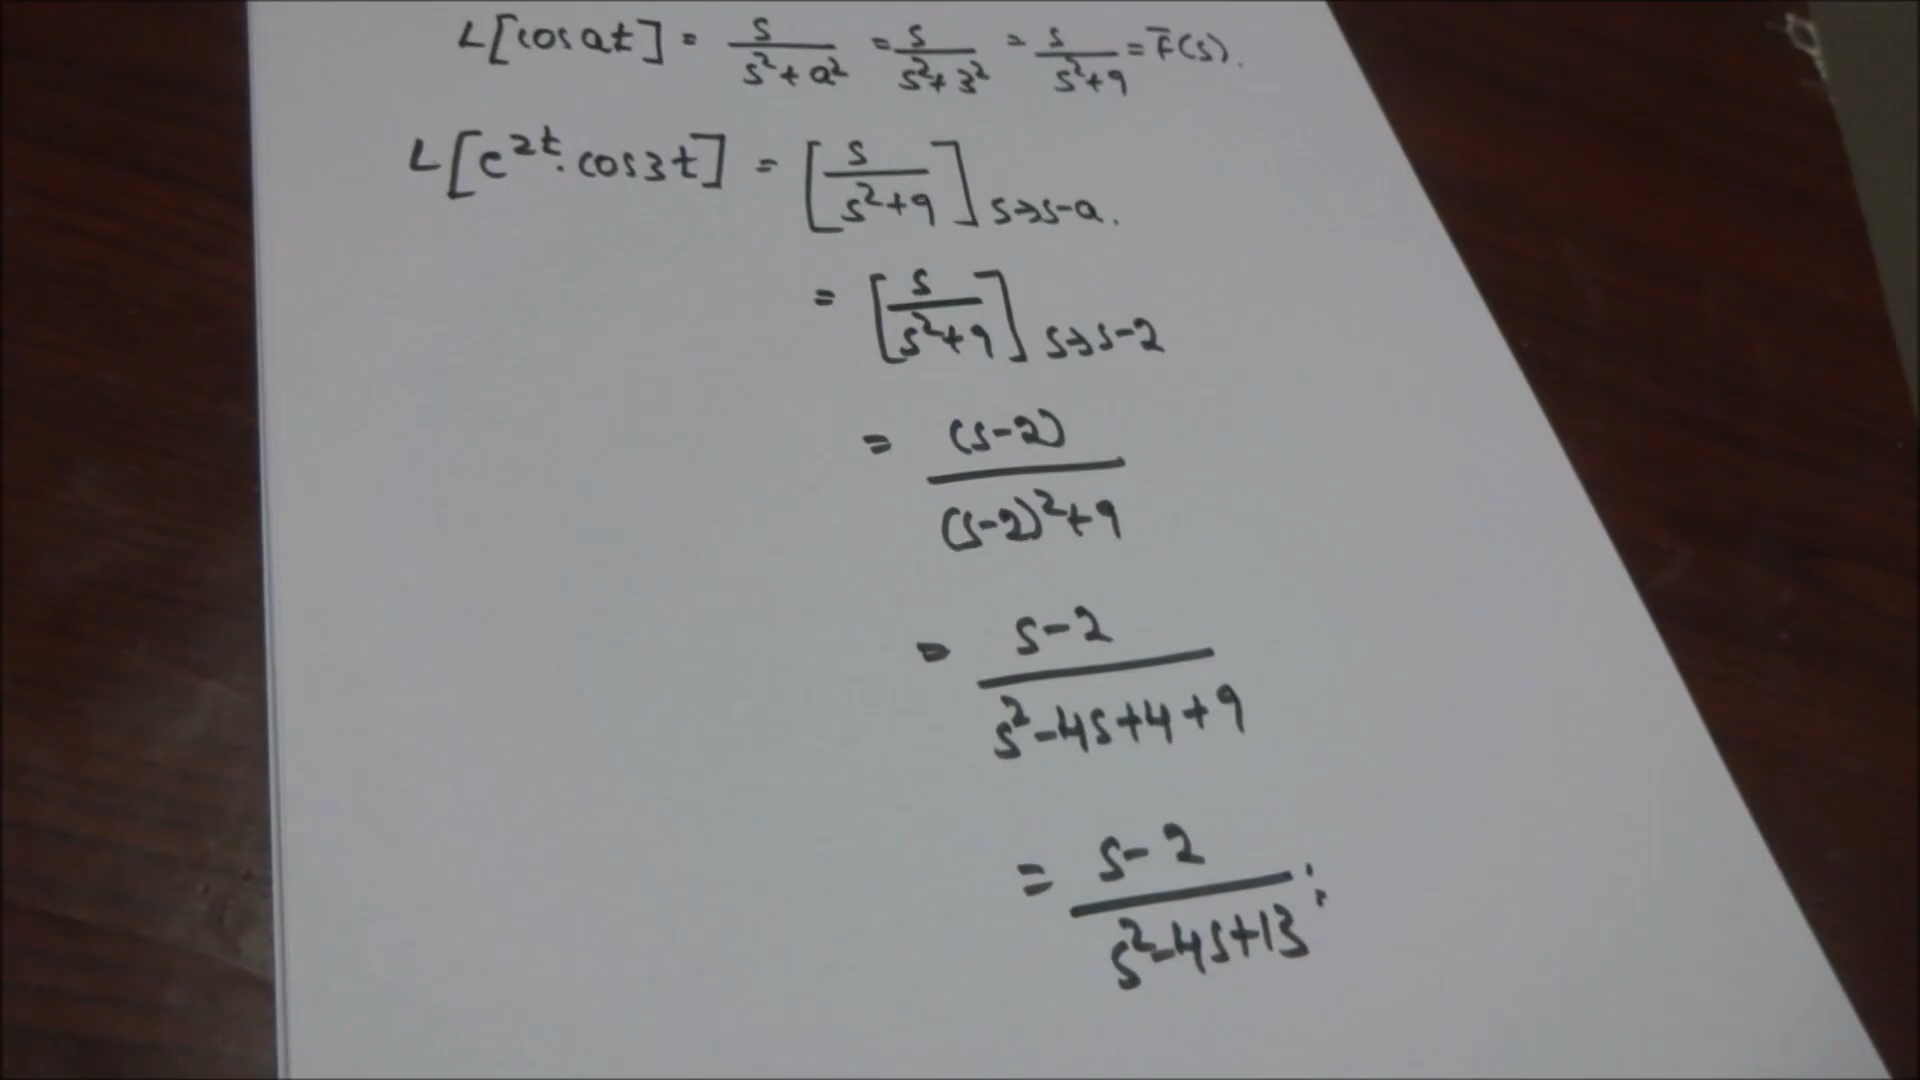 L[cos at] = s/(s²+a²) = s/(s²+3²) = s/(s²+9) = F̅(s).
L[e^{2t}. cos3t] = [s/(s²+9)] s→s-a.
= [s/(s²+9)] s→s-2
= (s-2)/((s-2)²+9)
= s-2/(s²-4s+4+9)
= s-2/(s²-4s+13)